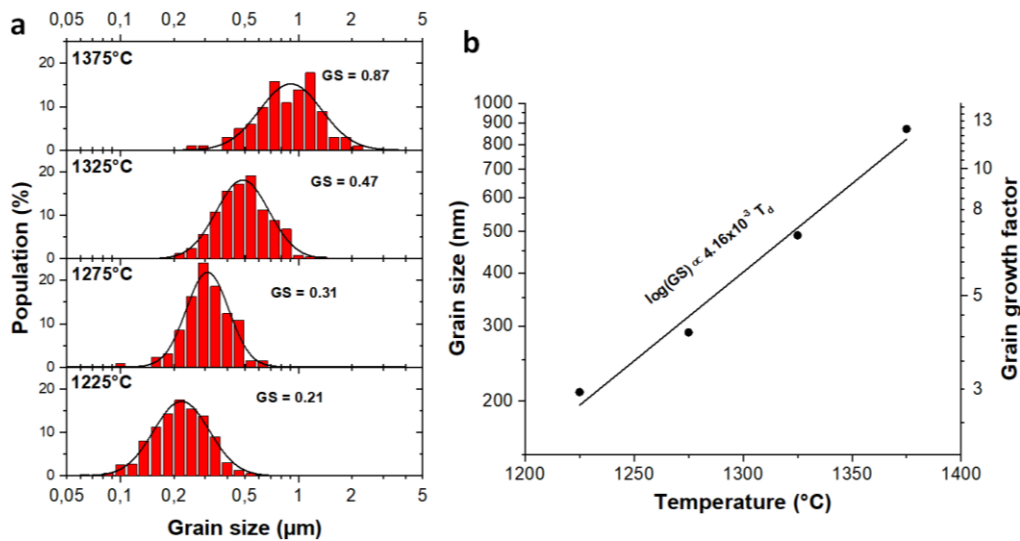 a
0,05 0,1 0,2 0,5 1 2 5
1375°C
GS = 0.87
20
10
0
1325°C
GS = 0.47
20
10
0
1275°C
GS = 0.31
20
10
0
1225°C
GS = 0.21
20
10
0
Population (%)
0,05 0,1 0,2 0,5 1 2 5
Grain size (µm)
b
1000
900
800
700
600
500
400
300
200
Grain size (nm)
log(GS) ∝ 4.16x10³ T_d
13
10
8
5
3
Grain growth factor
1200 1250 1300 1350 1400
Temperature (°C)